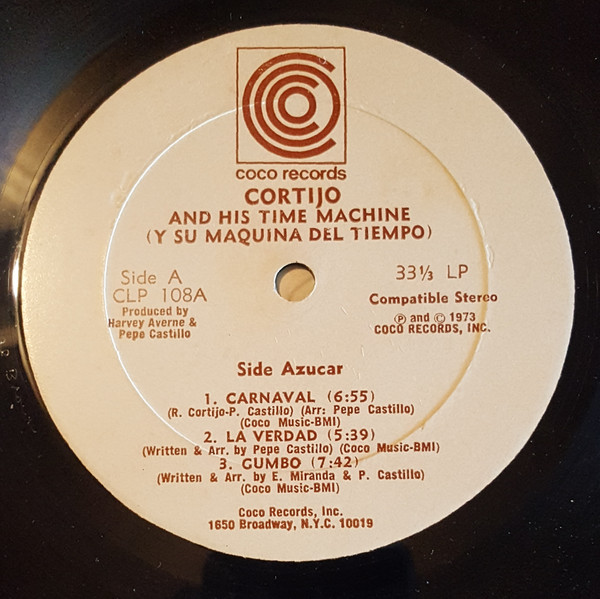 coco records
CORTIJO
AND HIS TIME MACHINE
(Y SU MAQUINA DEL TIEMPO)
Side A
CLP 108A
Produced by
Harvey Averne &
Pepe Castillo
33⅓ LP
Compatible Stereo
Ⓟ and © 1973
COCO RECORDS, INC.
Side Azucar
1. CARNAVAL (6:55)
(R. Cortijo-P. Castillo) (Arr: Pepe Castillo)
(Coco Music-BMI)
2. LA VERDAD (5:39)
(Written & Arr. by Pepe Castillo) (Coco Music-BMI)
3. GUMBO (7:42)
(Written & Arr. by E. Miranda & P. Castillo)
(Coco Music-BMI)
Coco Records, Inc.
1650 Broadway, N.Y.C. 10019